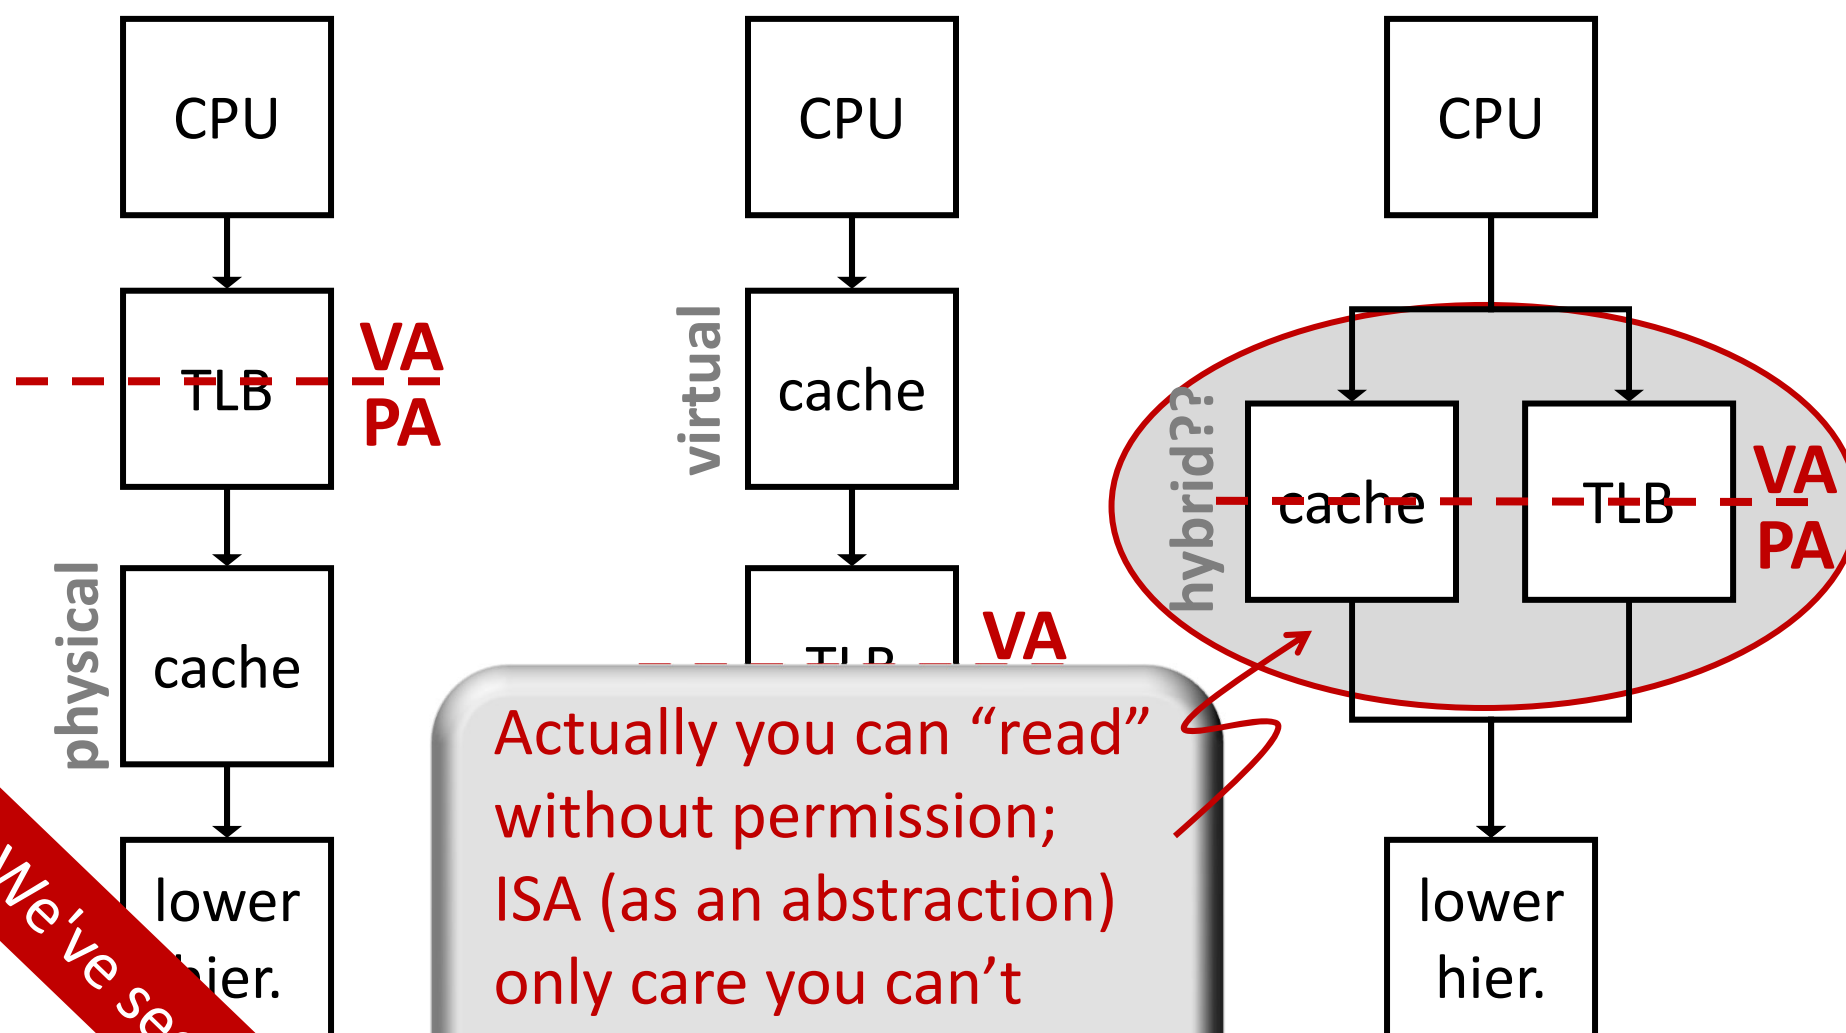 CPU
TLB
VA
PA
physical
cache
lower
hier.
We've
CPU
virtual
cache
TLB
VA
CPU
hybrid??
cache
TLB
VA
PA
lower
hier.
Actually you can “read”
without permission;
ISA (as an abstraction)
only care you can’t